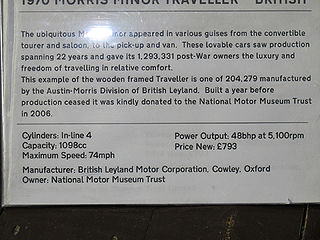 1970 MORRIS MINOR TRAVELLER BRITISH
The ubiquitous Minor appeared in various guises from the convertible
tourer and saloon, to the pick-up and van. These lovable cars saw production
spanning 22 years and gave its 1,293,331 post-War owners the luxury and
freedom of travelling in relative comfort.
This example of the wooden framed Traveller is one of 204,279 manufactured
by the Austin-Morris Division of British Leyland. Built a year before
production ceased it was kindly donated to the National Motor Museum Trust
in 2006.
Cylinders: In-line 4 Power Output: 48bhp at 5,100rpm
Capacity: 1098cc Price New: £793
Maximum Speed: 74mph
Manufacturer: British Leyland Motor Corporation, Cowley, Oxford
Owner: National Motor Museum Trust